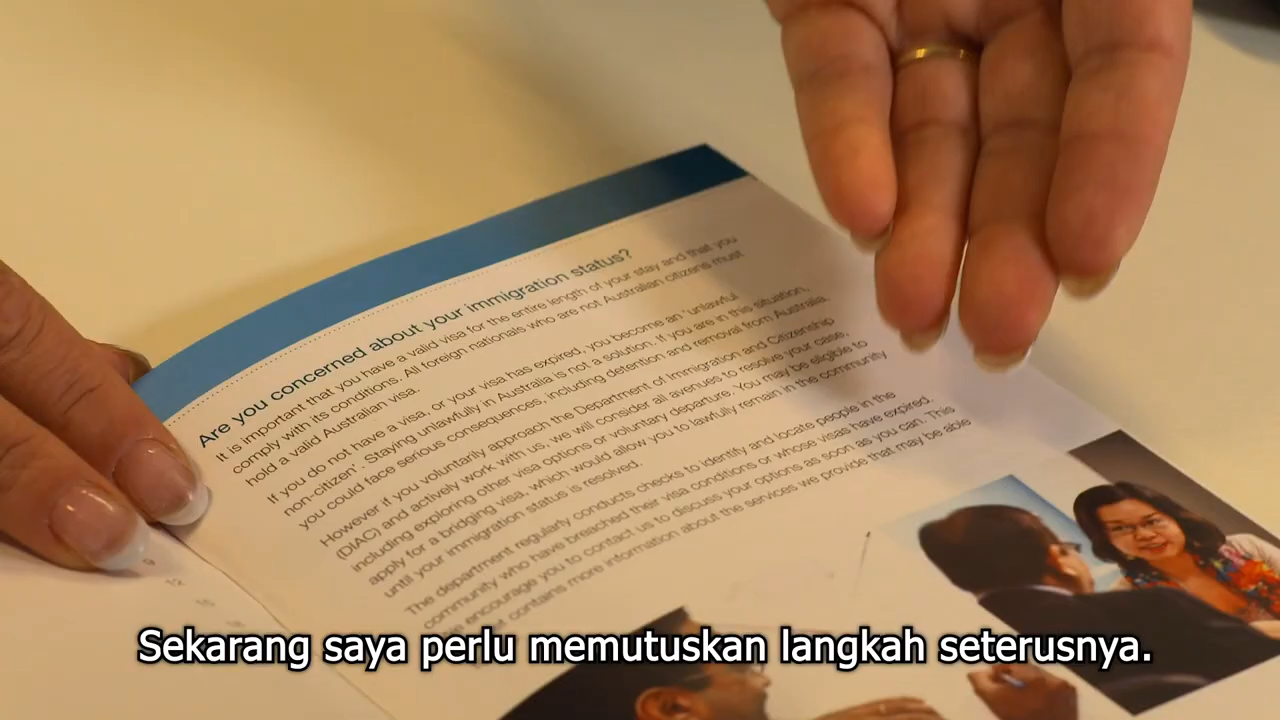 Are you concerned about your immigration status?
It is important that you have a valid visa for the entire length of your stay and that you
comply with its conditions. All foreign nationals who are not Australian citizens must
hold a valid Australian visa.
If you do not have a visa, or your visa has expired, you become an 'unlawful
non-citizen'. Staying unlawfully in Australia is not a solution. If you are in this situation,
you could face serious consequences, including detention and removal from Australia.
However if you voluntarily approach the Department of Immigration and Citizenship
(DIAC) and actively work with us, we will consider all avenues to resolve your case,
including exploring other visa options or voluntary departure. You may be eligible to
apply for a bridging visa, which would allow you to lawfully remain in the community
until your immigration status is resolved.
The department regularly conducts checks to identify and locate people in the
community who have breached their visa conditions or whose visas have expired.
encourage you to contact us to discuss your options as soon as you can. This
contains more information about the services we provide that may be able
9
12
15
Sekarang saya perlu memutuskan langkah seterusnya.